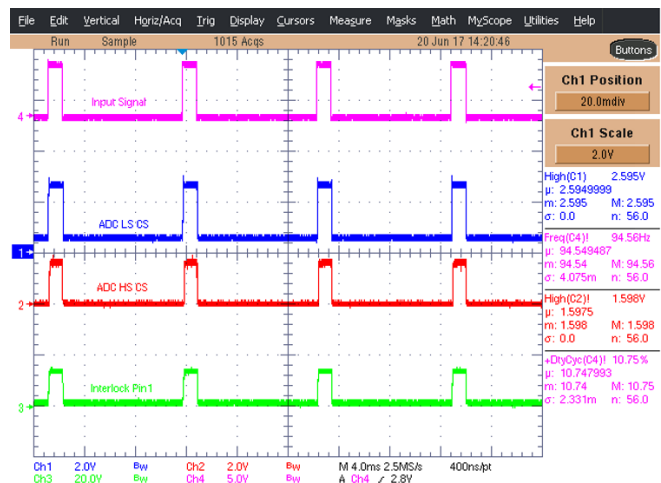 File Edit Vertical Horiz/Acq Trig Display Cursors Measure Masks Math MyScope Utilities Help
Run Sample 1015 Acqs 20 Jun 17 14:20:46
Buttons
Ch1 Position
20.0mdiv
Ch1 Scale
2.0V
Input Signal
4
High(C1) 2.595V
µ: 2.5949999
m: 2.595 M: 2.595
σ: 0.0 n: 56.0
ADC LS CS
1
Freq(C4)! 94.56Hz
µ: 94.549487
m: 94.54 M: 94.56
σ: 4.075m n: 56.0
ADC HS CS
2
High(C2)! 1.598V
µ: 1.5975
m: 1.598 M: 1.598
σ: 0.0 n: 56.0
+DtyCyc(C4)! 10.75%
µ: 10.747993
m: 10.74 M: 10.75
σ: 2.331m n: 56.0
Interlock Pin1
3
Ch1 2.0V Bw Ch2 2.0V Bw M 4.0ms 2.5MS/s 400ns/pt
Ch3 20.0V Bw Ch4 5.0V Bw A Ch4 / 2.8V